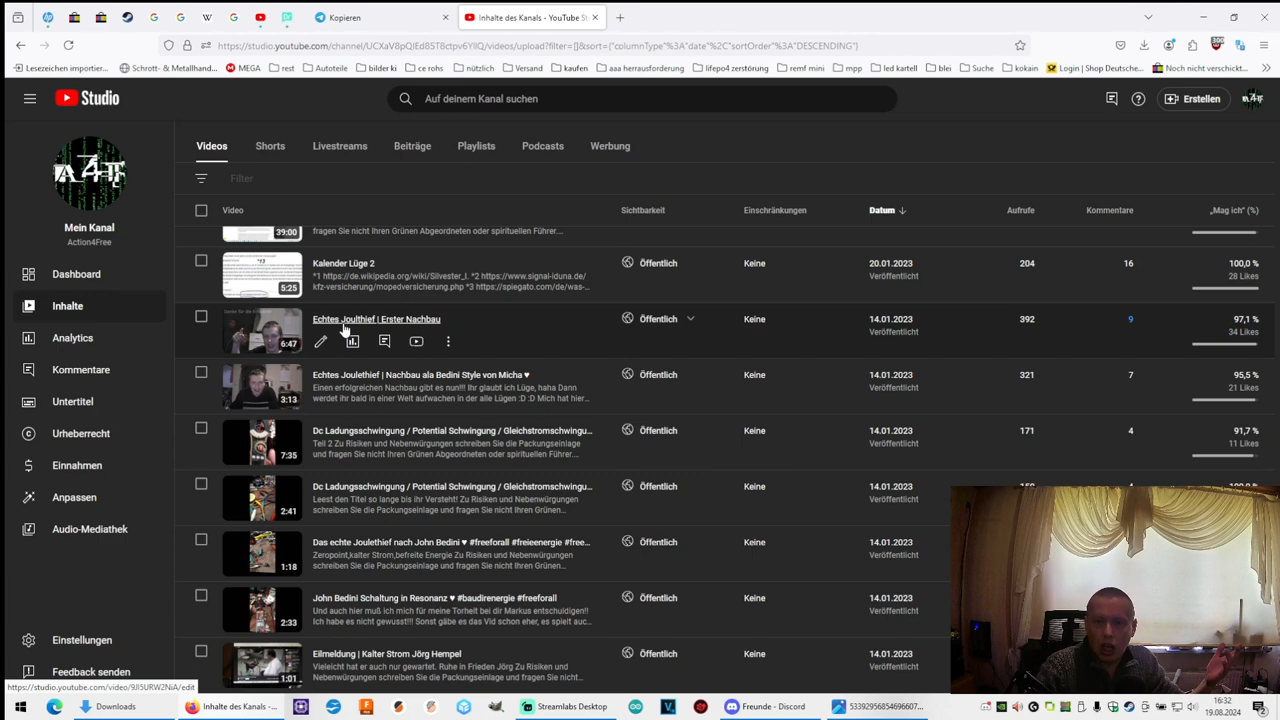 Kopieren
Inhalte des Kanals - YouTube St
https://studio.youtube.com/channel/UCXaV8pQIEd85T8ctpv6YlIQ/videos/upload?filter=[]&sort={"columnType"%3A"date"%2C"sortOrder"%3A"DESCENDING"}
300
Lesezeichen importier... Schrott - & Metallhand... MEGA rest Autoteile bilder ki ce rohs nützlich Versand kaufen aaa herrausforderung lifepo4 zerstörung remf mini mpp led kartell blei Suche kokain Login | Shop Deutsche... Noch nicht verschickt...
Studio
Auf deinem Kanal suchen
Erstellen
A4F
Mein Kanal
Action4Free
Dashboard
Inhalte
Analytics
Kommentare
Untertitel
Urheberrecht
Einnahmen
Anpassen
Audio-Mediathek
Einstellungen
Feedback senden
Videos Shorts Livestreams Beiträge Playlists Podcasts Werbung
Filter
Video Sichtbarkeit Einschränkungen Datum Aufrufe Kommentare „Mag ich" (%)
39:00
fragen Sie nicht Ihren Grünen Abgeordneten oder spirituellen Führer...
Kalender Lüge 2 Öffentlich Keine 20.01.2023 204 16 100,0 %
*1 https://de.wikipedia.org/wiki/Silvester_I. *2 https://www.signal-iduna.de/ Veröffentlicht 28 Likes
kfz-versicherung/mopedversicherung.php *3 https://spiegato.com/de/was-...
5:25
Echtes Joulthief | Erster Nachbau Öffentlich Keine 14.01.2023 392 9 97,1 %
Veröffentlicht 34 Likes
6:47
Echtes Joulethief | Nachbau ala Bedini Style von Micha ♥ Öffentlich Keine 14.01.2023 321 7 95,5 %
Einen erfolgreichen Nachbau gibt es nun!!! Ihr glaubt ich Lüge, haha Dann Veröffentlicht 21 Likes
werdet ihr bald in einer Welt aufwachen in der alle Lügen :D :D Mich hat hier...
3:13
Dc Ladungsschwingung / Potential Schwingung / Gleichstromschwingu... Öffentlich Keine 14.01.2023 171 4 91,7 %
Teil 2 Zu Risiken und Nebenwürgungen schreiben Sie die Packungseinlage Veröffentlicht 11 Likes
und fragen Sie nicht Ihren Grünen Abgeordneten oder spirituellen Führer...
7:35
Dc Ladungsschwingung / Potential Schwingung / Gleichstromschwingu... Öffentlich Keine 14.01.2023
Leest den Titel so lange bis ihr Versteht! Zu Risiken und Nebenwürgungen Veröffentlicht
schreiben Sie die Packungseinlage und fragen Sie nicht Ihren Grünen...
2:41
Das echte Joulethief nach John Bedini ♥ #freeforall #freieenergie #free... Öffentlich Keine 14.01.2023
Zeropoint,kalter Strom,befreite Energie Zu Risiken und Nebenwürgungen Veröffentlicht
schreiben Sie die Packungseinlage und fragen Sie nicht Ihren Grünen...
1:18
John Bedini Schaltung in Resonanz ♥ #baudirenergie #freeforall Öffentlich Keine 14.01.2023
Und auch hier muß ich mich für meine Torheit bei dir Markus entschuldigen!! Veröffentlicht
Ich habe es nicht gewusst!!! Sonst gäbe es das Vid schon eher, es spielt auc...
2:33
Eilmeldung | Kalter Strom Jörg Hempel Öffentlich Keine 14.01.2023
Vieleicht hat er auch nur gewartet. Ruhe in Frieden Jörg Zu Risiken und Veröffentlicht
Nebenwürgungen schreiben Sie die Packungseinlage und fragen Sie nicht...
1:01
https://studio.youtube.com/video/9Jl5URW2NiA/edit
Downloads
Inhalte des Kanals -...
Streamlabs Desktop
Freunde - Discord
53392956854696607...
16:32
19.08.2024